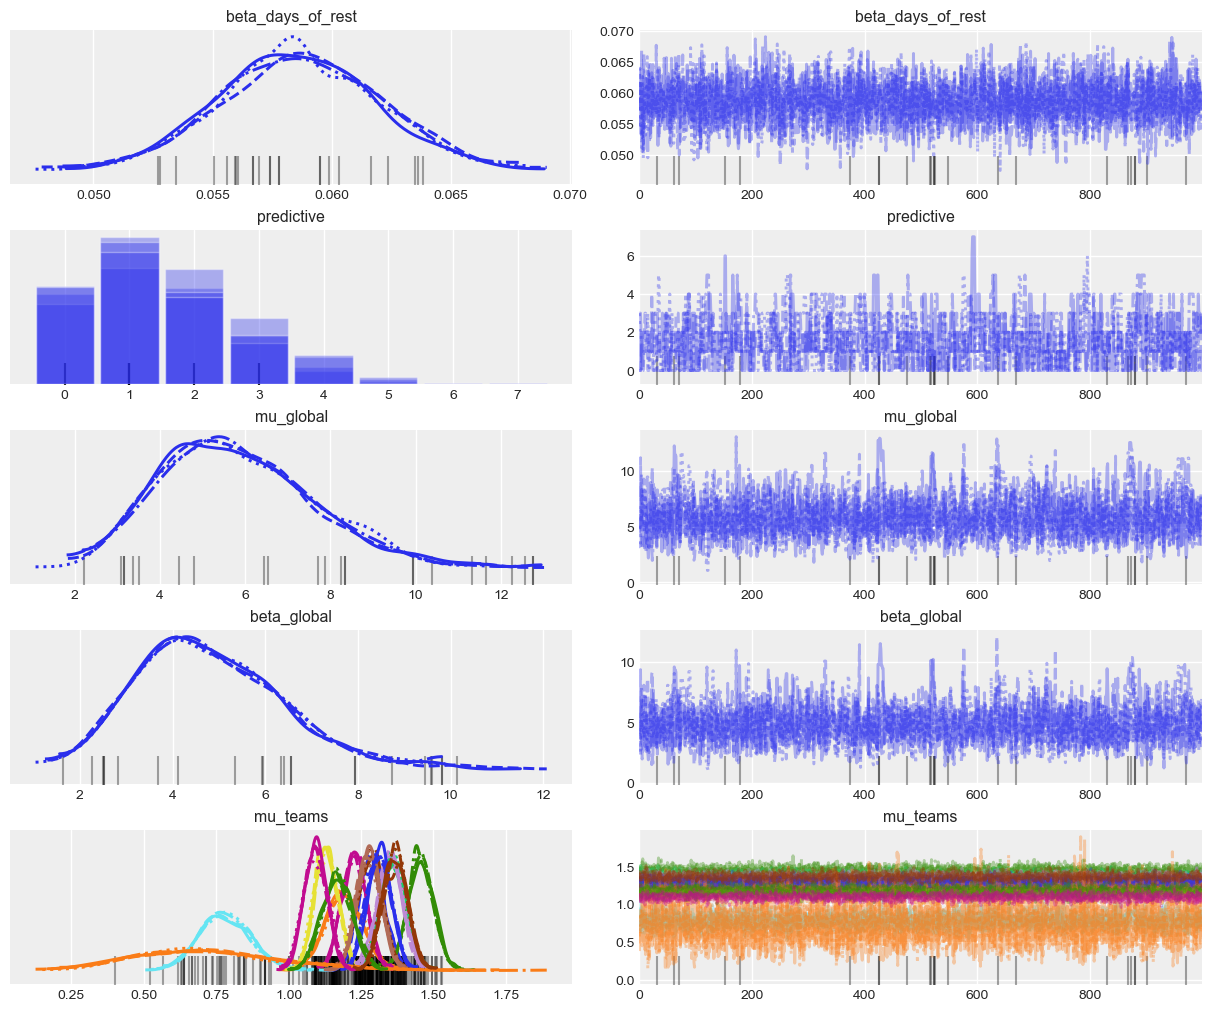 beta_days_of_rest
0.050 0.055 0.060 0.065 0.070
beta_days_of_rest
0.070
0.065
0.060
0.055
0.050
0 200 400 600 800
predictive
0 1 2 3 4 5 6 7
predictive
6
4
2
0
0 200 400 600 800
mu_global
2 4 6 8 10 12
mu_global
10
5
0
0 200 400 600 800
beta_global
2 4 6 8 10 12
beta_global
10
5
0
0 200 400 600 800
mu_teams
0.25 0.50 0.75 1.00 1.25 1.50 1.75
mu_teams
1.5
1.0
0.5
0.0
0 200 400 600 800